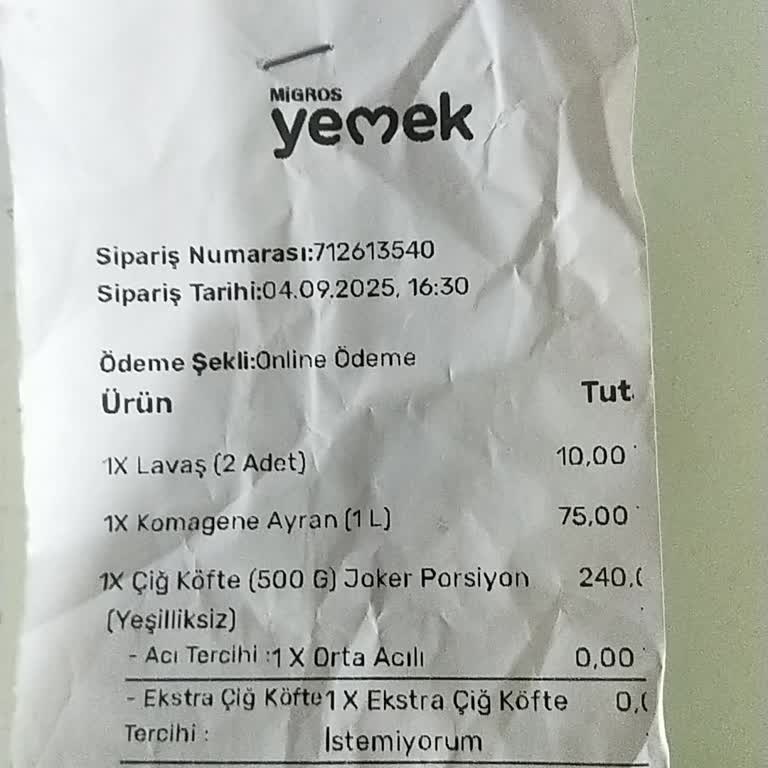 MiGROS
yemek
Sipariş Numarası:712613540
Sipariş Tarihi:04.09.2025, 16:30
Ödeme Şekli:Online Ödeme
Ürün Tut
1X Lavaş (2 Adet) 10,00
1X Komagene Ayran (1 L) 75,00
1X Çiğ Köfte (500 G) Joker Porsiyon 240,
(Yeşilliksiz)
- Acı Tercihi :1 X Orta Acılı 0,00
- Ekstra Çiğ Köfte 1 X Ekstra Çiğ Köfte 0,
Tercihi : İstemiyorum